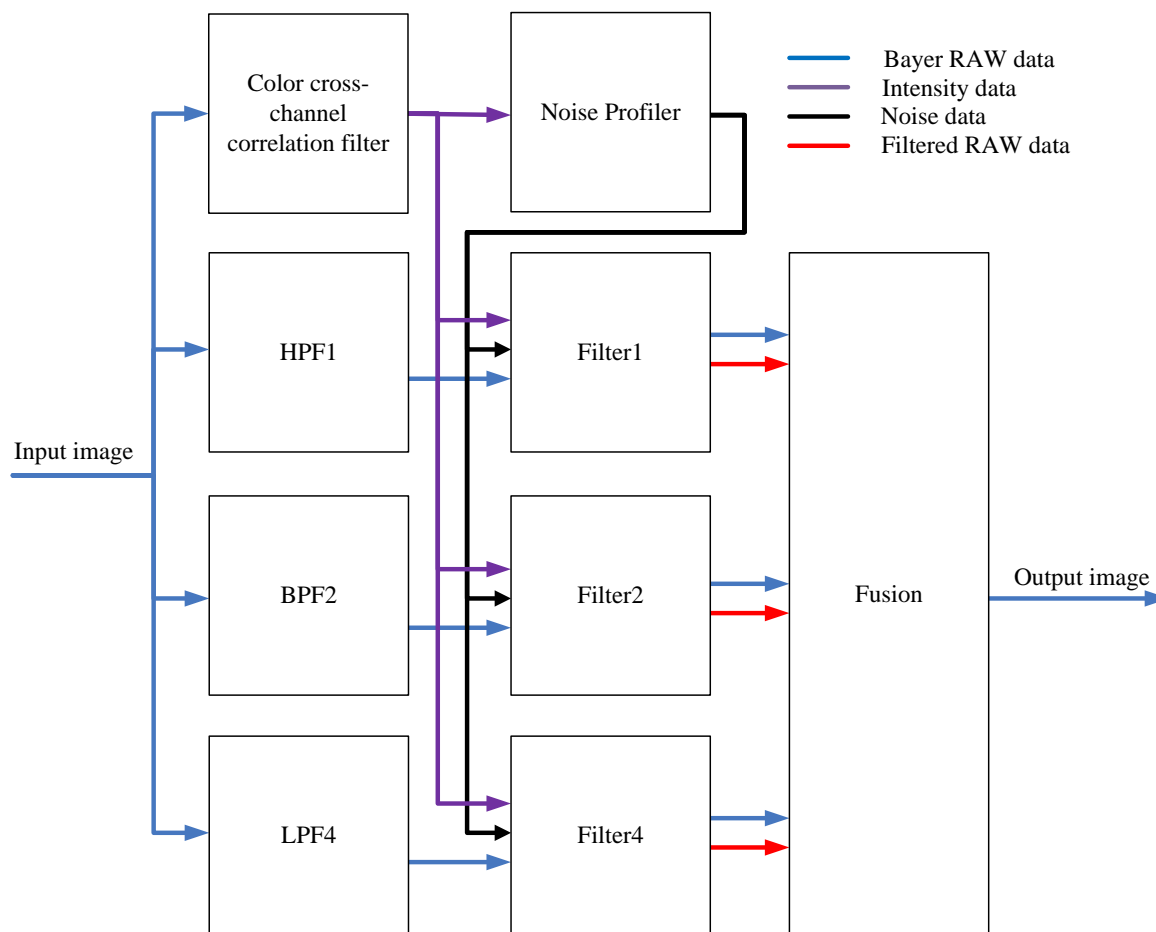 Color cross-
channel
correlation filter
Noise Profiler
Bayer RAW data
Intensity data
Noise data
Filtered RAW data
HPF1
Filter1
Input image
BPF2
Filter2
Fusion
Output image
LPF4
Filter4